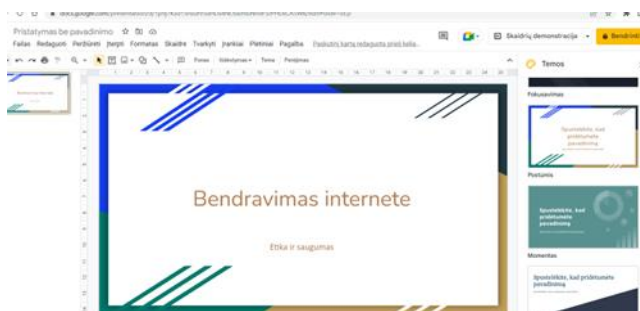 Pristatymas be pavadinimo
Failas Redaguoti Peržiūrėti Įterpti Formatas Skaidrė Tvarkyti Įrankiai Plėtiniai Pagalba
Skaidrių demonstracija
Bendrinti
Fonas Išdėstymas Tema Perėjimas
Temos
Bendravimas internete
Etika ir saugumas
Fokusavimas
Spustelėkite, kad pridėtumėte pavadinimą
Postūmis
Spustelėkite, kad
pridėtumėte
pavadinimą
Momentas
Spustelėkite, kad pridėtumėte
pavadinimą